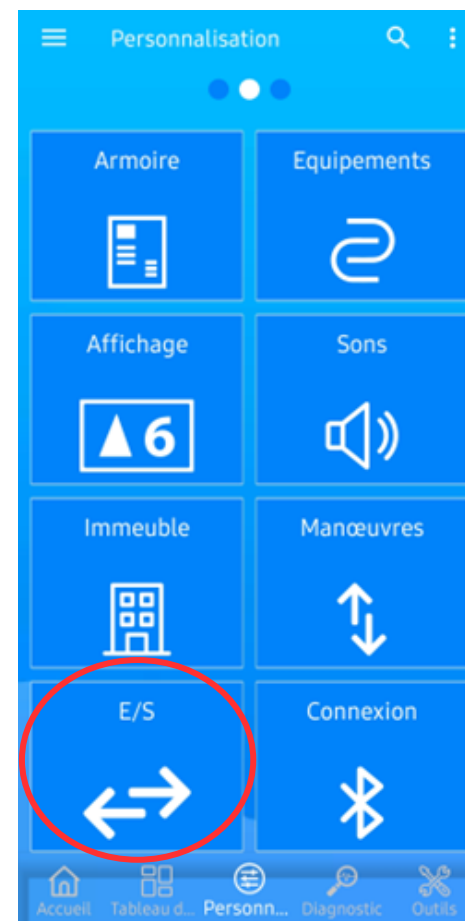 Personnalisation
Armoire Equipements
Affichage Sons
6
Immeuble Manœuvres
E/S Connexion
Accueil Tableau d... Personn... Diagnostic Outils